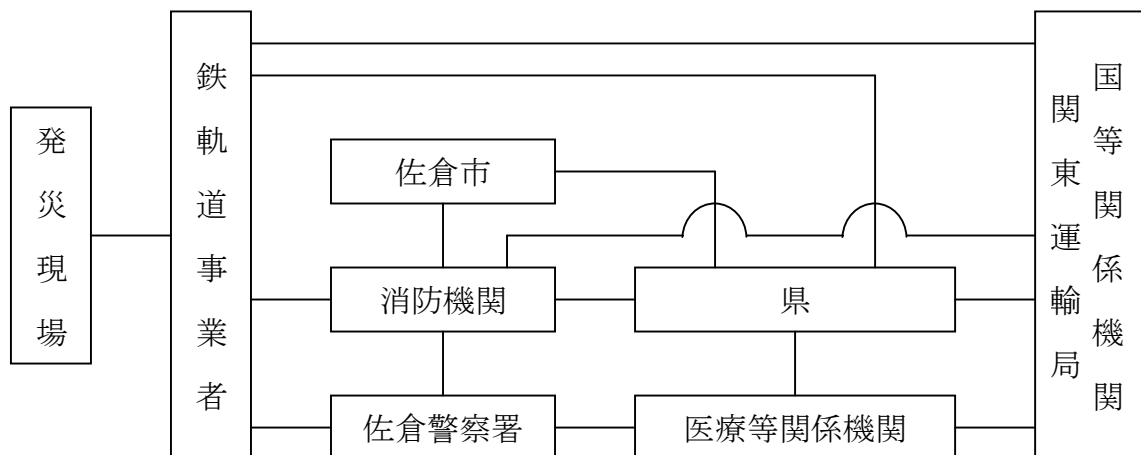 発災現場
鉄軌道事業者
佐倉市
消防機関
県
佐倉警察署
医療等関係機関
国等関係機関
関東運輸局